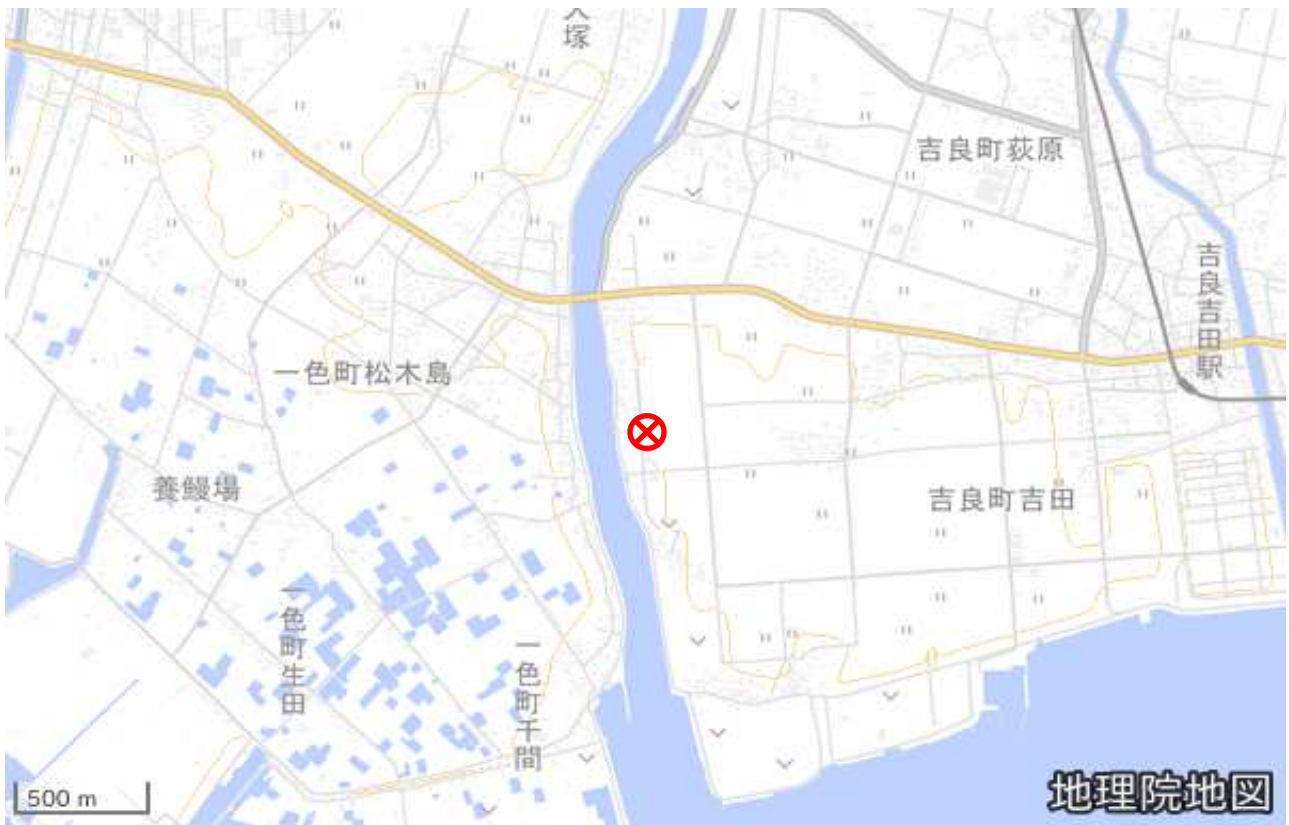 大塚
吉良町荻原
吉良吉田駅
一色町松木島
養鰻場
吉良町吉田
一色町生田
一色町千間
500 m
地理院地図